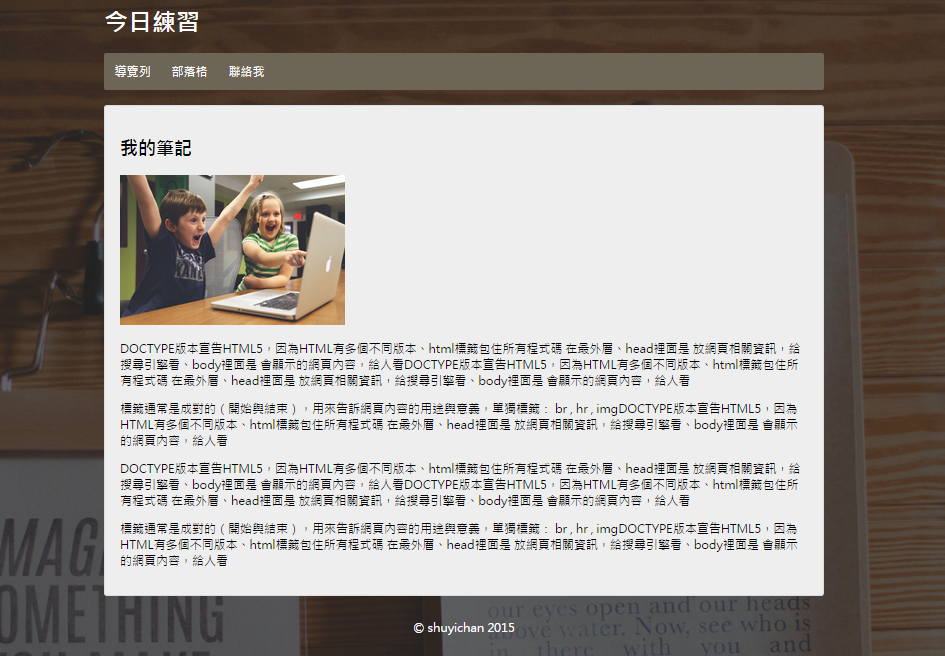 今日練習
導覽列 部落格 聯絡我
我的筆記
DOCTYPE版本宣告HTML5，因為HTML有多個不同版本、html標籤包住所有程式碼 在最外層、head裡面是 放網頁相關資訊，給
搜尋引擎看、body裡面是 會顯示的網頁內容，給人看DOCTYPE版本宣告HTML5，因為HTML有多個不同版本、html標籤包住所
有程式碼 在最外層、head裡面是 放網頁相關資訊，給搜尋引擎看、body裡面是 會顯示的網頁內容，給人看
標籤通常是成對的（開始與結束），用來告訴網頁內容的用途與意義，單獨標籤： br , hr , imgDOCTYPE版本宣告HTML5，因為
HTML有多個不同版本、html標籤包住所有程式碼 在最外層、head裡面是 放網頁相關資訊，給搜尋引擎看、body裡面是 會顯示
的網頁內容，給人看
DOCTYPE版本宣告HTML5，因為HTML有多個不同版本、html標籤包住所有程式碼 在最外層、head裡面是 放網頁相關資訊，給
搜尋引擎看、body裡面是 會顯示的網頁內容，給人看DOCTYPE版本宣告HTML5，因為HTML有多個不同版本、html標籤包住所
有程式碼 在最外層、head裡面是 放網頁相關資訊，給搜尋引擎看、body裡面是 會顯示的網頁內容，給人看
標籤通常是成對的（開始與結束），用來告訴網頁內容的用途與意義，單獨標籤： br , hr , imgDOCTYPE版本宣告HTML5，因為
HTML有多個不同版本、html標籤包住所有程式碼 在最外層、head裡面是 放網頁相關資訊，給搜尋引擎看、body裡面是 會顯示
的網頁內容，給人看
OMETHING
our eyes open and our heads
above water. Now, see who is
in there with you and
© shuyichan 2015